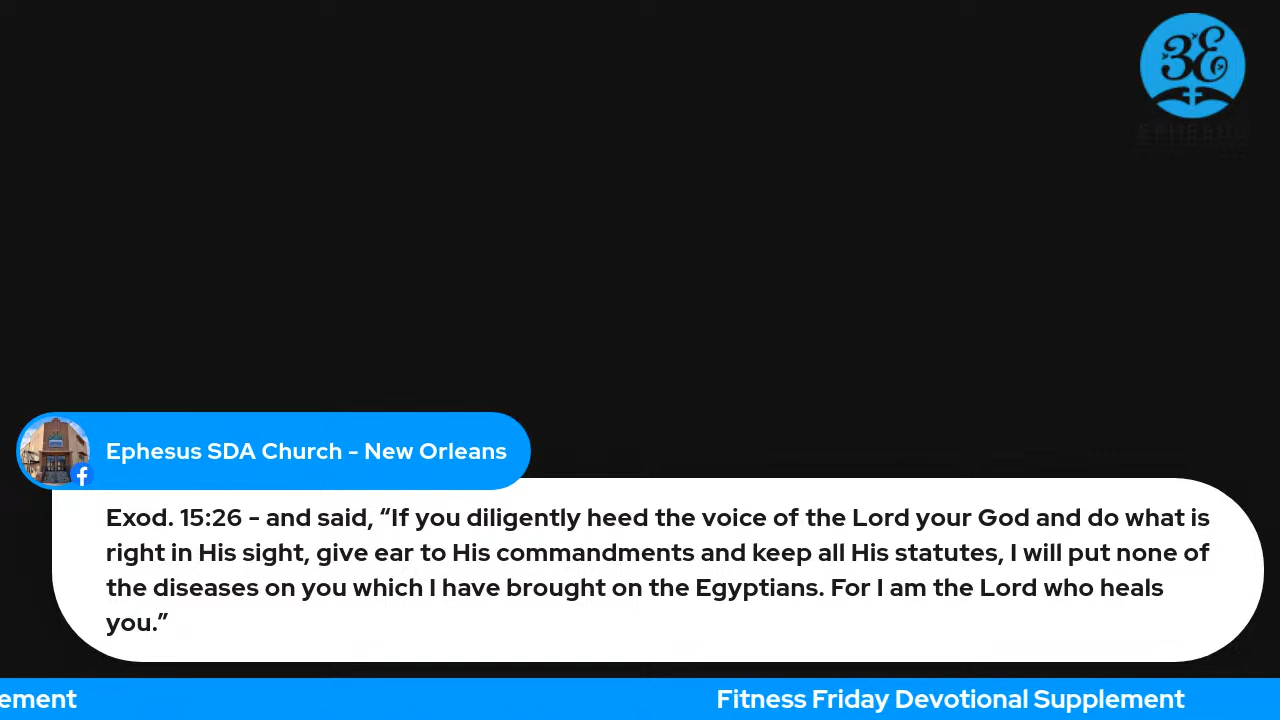 3E
Ephesus SDA Church - New Orleans
Exod. 15:26 - and said, “If you diligently heed the voice of the Lord your God and do what is
right in His sight, give ear to His commandments and keep all His statutes, I will put none of
the diseases on you which I have brought on the Egyptians. For I am the Lord who heals
you.”
ement Fitness Friday Devotional Supplement